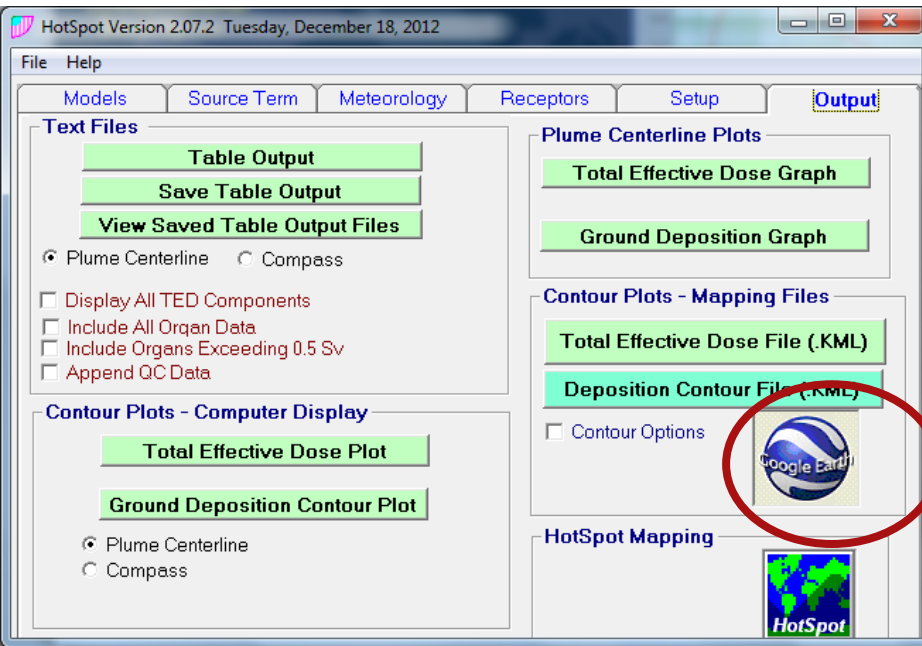 HotSpot Version 2.07.2 Tuesday, December 18, 2012
File Help
Models Source Term Meteorology Receptors Setup Output
Text Files
Table Output
Save Table Output
View Saved Table Output Files
Plume Centerline Compass
Display All TED Components
Include All Organ Data
Include Organs Exceeding 0.5 Sv
Append QC Data
Contour Plots - Computer Display
Total Effective Dose Plot
Ground Deposition Contour Plot
Plume Centerline
Compass
Plume Centerline Plots
Total Effective Dose Graph
Ground Deposition Graph
Contour Plots - Mapping Files
Total Effective Dose File (.KML)
Deposition Contour File (.KML)
Contour Options
Google Earth
HotSpot Mapping
HotSpot